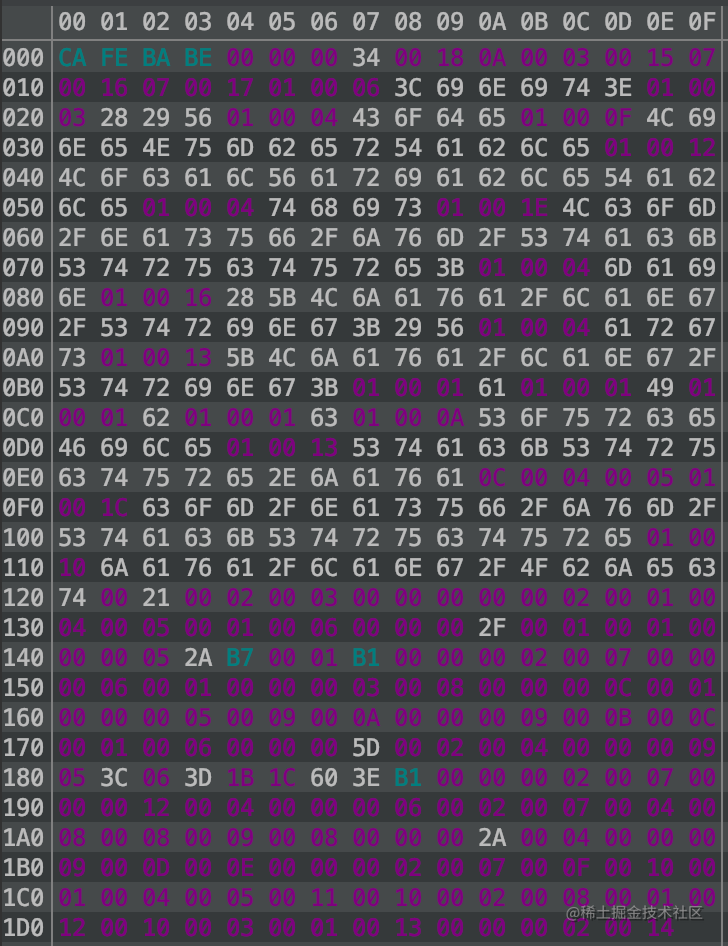 00 01 02 03 04 05 06 07 08 09 0A 0B 0C 0D 0E 0F
000 CA FE BA BE 00 00 00 34 00 18 0A 00 03 00 15 07
010 00 16 07 00 17 01 00 06 3C 69 6E 69 74 3E 01 00
020 03 28 29 56 01 00 04 43 6F 64 65 01 00 0F 4C 69
030 6E 65 4E 75 6D 62 65 72 54 61 62 6C 65 01 00 12
040 4C 6F 63 61 6C 56 61 72 69 61 62 6C 65 54 61 62
050 6C 65 01 00 04 74 68 69 73 01 00 1E 4C 63 6F 6D
060 2F 6E 61 73 75 66 2F 6A 76 6D 2F 53 74 61 63 6B
070 53 74 72 75 63 74 75 72 65 3B 01 00 04 6D 61 69
080 6E 01 00 16 28 5B 4C 6A 61 76 61 2F 6C 61 6E 67
090 2F 53 74 72 69 6E 67 3B 29 56 01 00 04 61 72 67
0A0 73 01 00 13 5B 4C 6A 61 76 61 2F 6C 61 6E 67 2F
0B0 53 74 72 69 6E 67 3B 01 00 01 61 01 00 01 49 01
0C0 00 01 62 01 00 01 63 01 00 0A 53 6F 75 72 63 65
0D0 46 69 6C 65 01 00 13 53 74 61 63 6B 53 74 72 75
0E0 63 74 75 72 65 2E 6A 61 76 61 0C 00 04 00 05 01
0F0 00 1C 63 6F 6D 2F 6E 61 73 75 66 2F 6A 76 6D 2F
100 53 74 61 63 6B 53 74 72 75 63 74 75 72 65 01 00
110 10 6A 61 76 61 2F 6C 61 6E 67 2F 4F 62 6A 65 63
120 74 00 21 00 02 00 03 00 00 00 00 00 02 00 01 00
130 04 00 05 00 01 00 06 00 00 00 2F 00 01 00 01 00
140 00 00 05 2A B7 00 01 B1 00 00 00 02 00 07 00 00
150 00 06 00 01 00 00 00 03 00 08 00 00 00 0C 00 01
160 00 00 00 05 00 09 00 0A 00 00 00 09 00 0B 00 0C
170 00 01 00 06 00 00 00 5D 00 02 00 04 00 00 00 09
180 05 3C 06 3D 1B 1C 60 3E B1 00 00 00 02 00 07 00
190 00 00 12 00 04 00 00 00 06 00 02 00 07 00 04 00
1A0 08 00 08 00 09 00 08 00 00 00 2A 00 04 00 00 00
1B0 09 00 0D 00 0E 00 00 00 02 00 07 00 0F 00 10 00
1C0 01 00 04 00 05 00 11 00 10 00 02 00 08 00 01 00
1D0 12 00 10 00 03 00 01 00 13 00 00 00 02 00 14
@稀土掘金技术社区